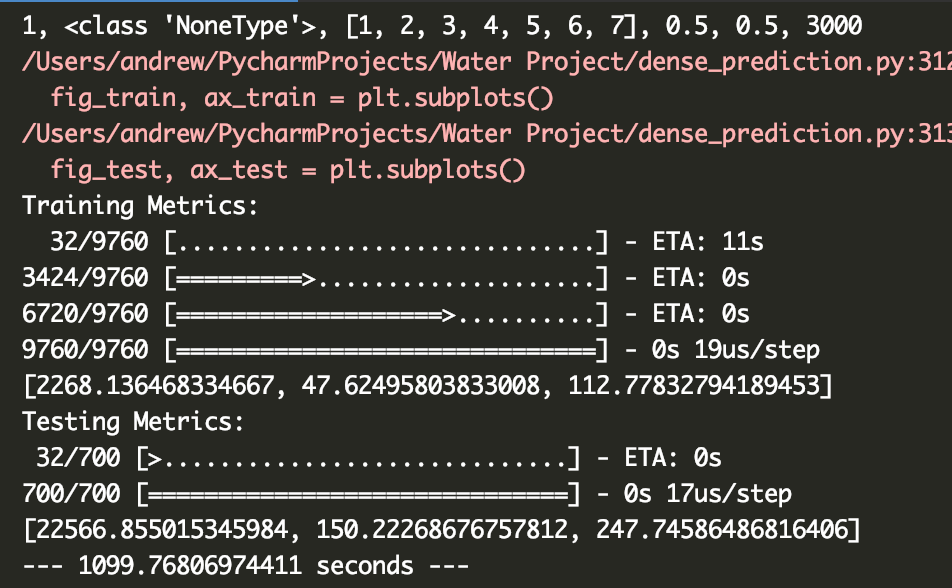 1, <class 'NoneType'>, [1, 2, 3, 4, 5, 6, 7], 0.5, 0.5, 3000
/Users/andrew/PycharmProjects/Water Project/dense_prediction.py:312
fig_train, ax_train = plt.subplots()
/Users/andrew/PycharmProjects/Water Project/dense_prediction.py:313
fig_test, ax_test = plt.subplots()
Training Metrics:
32/9760 [..............................] - ETA: 11s
3424/9760 [=========>....................] - ETA: 0s
6720/9760 [===================>..........] - ETA: 0s
9760/9760 [==============================] - 0s 19us/step
[2268.136468334667, 47.62495803833008, 112.77832794189453]
Testing Metrics:
32/700 [>.............................] - ETA: 0s
700/700 [==============================] - 0s 17us/step
[22566.855015345984, 150.22268676757812, 247.74586486816406]
--- 1099.76806974411 seconds ---